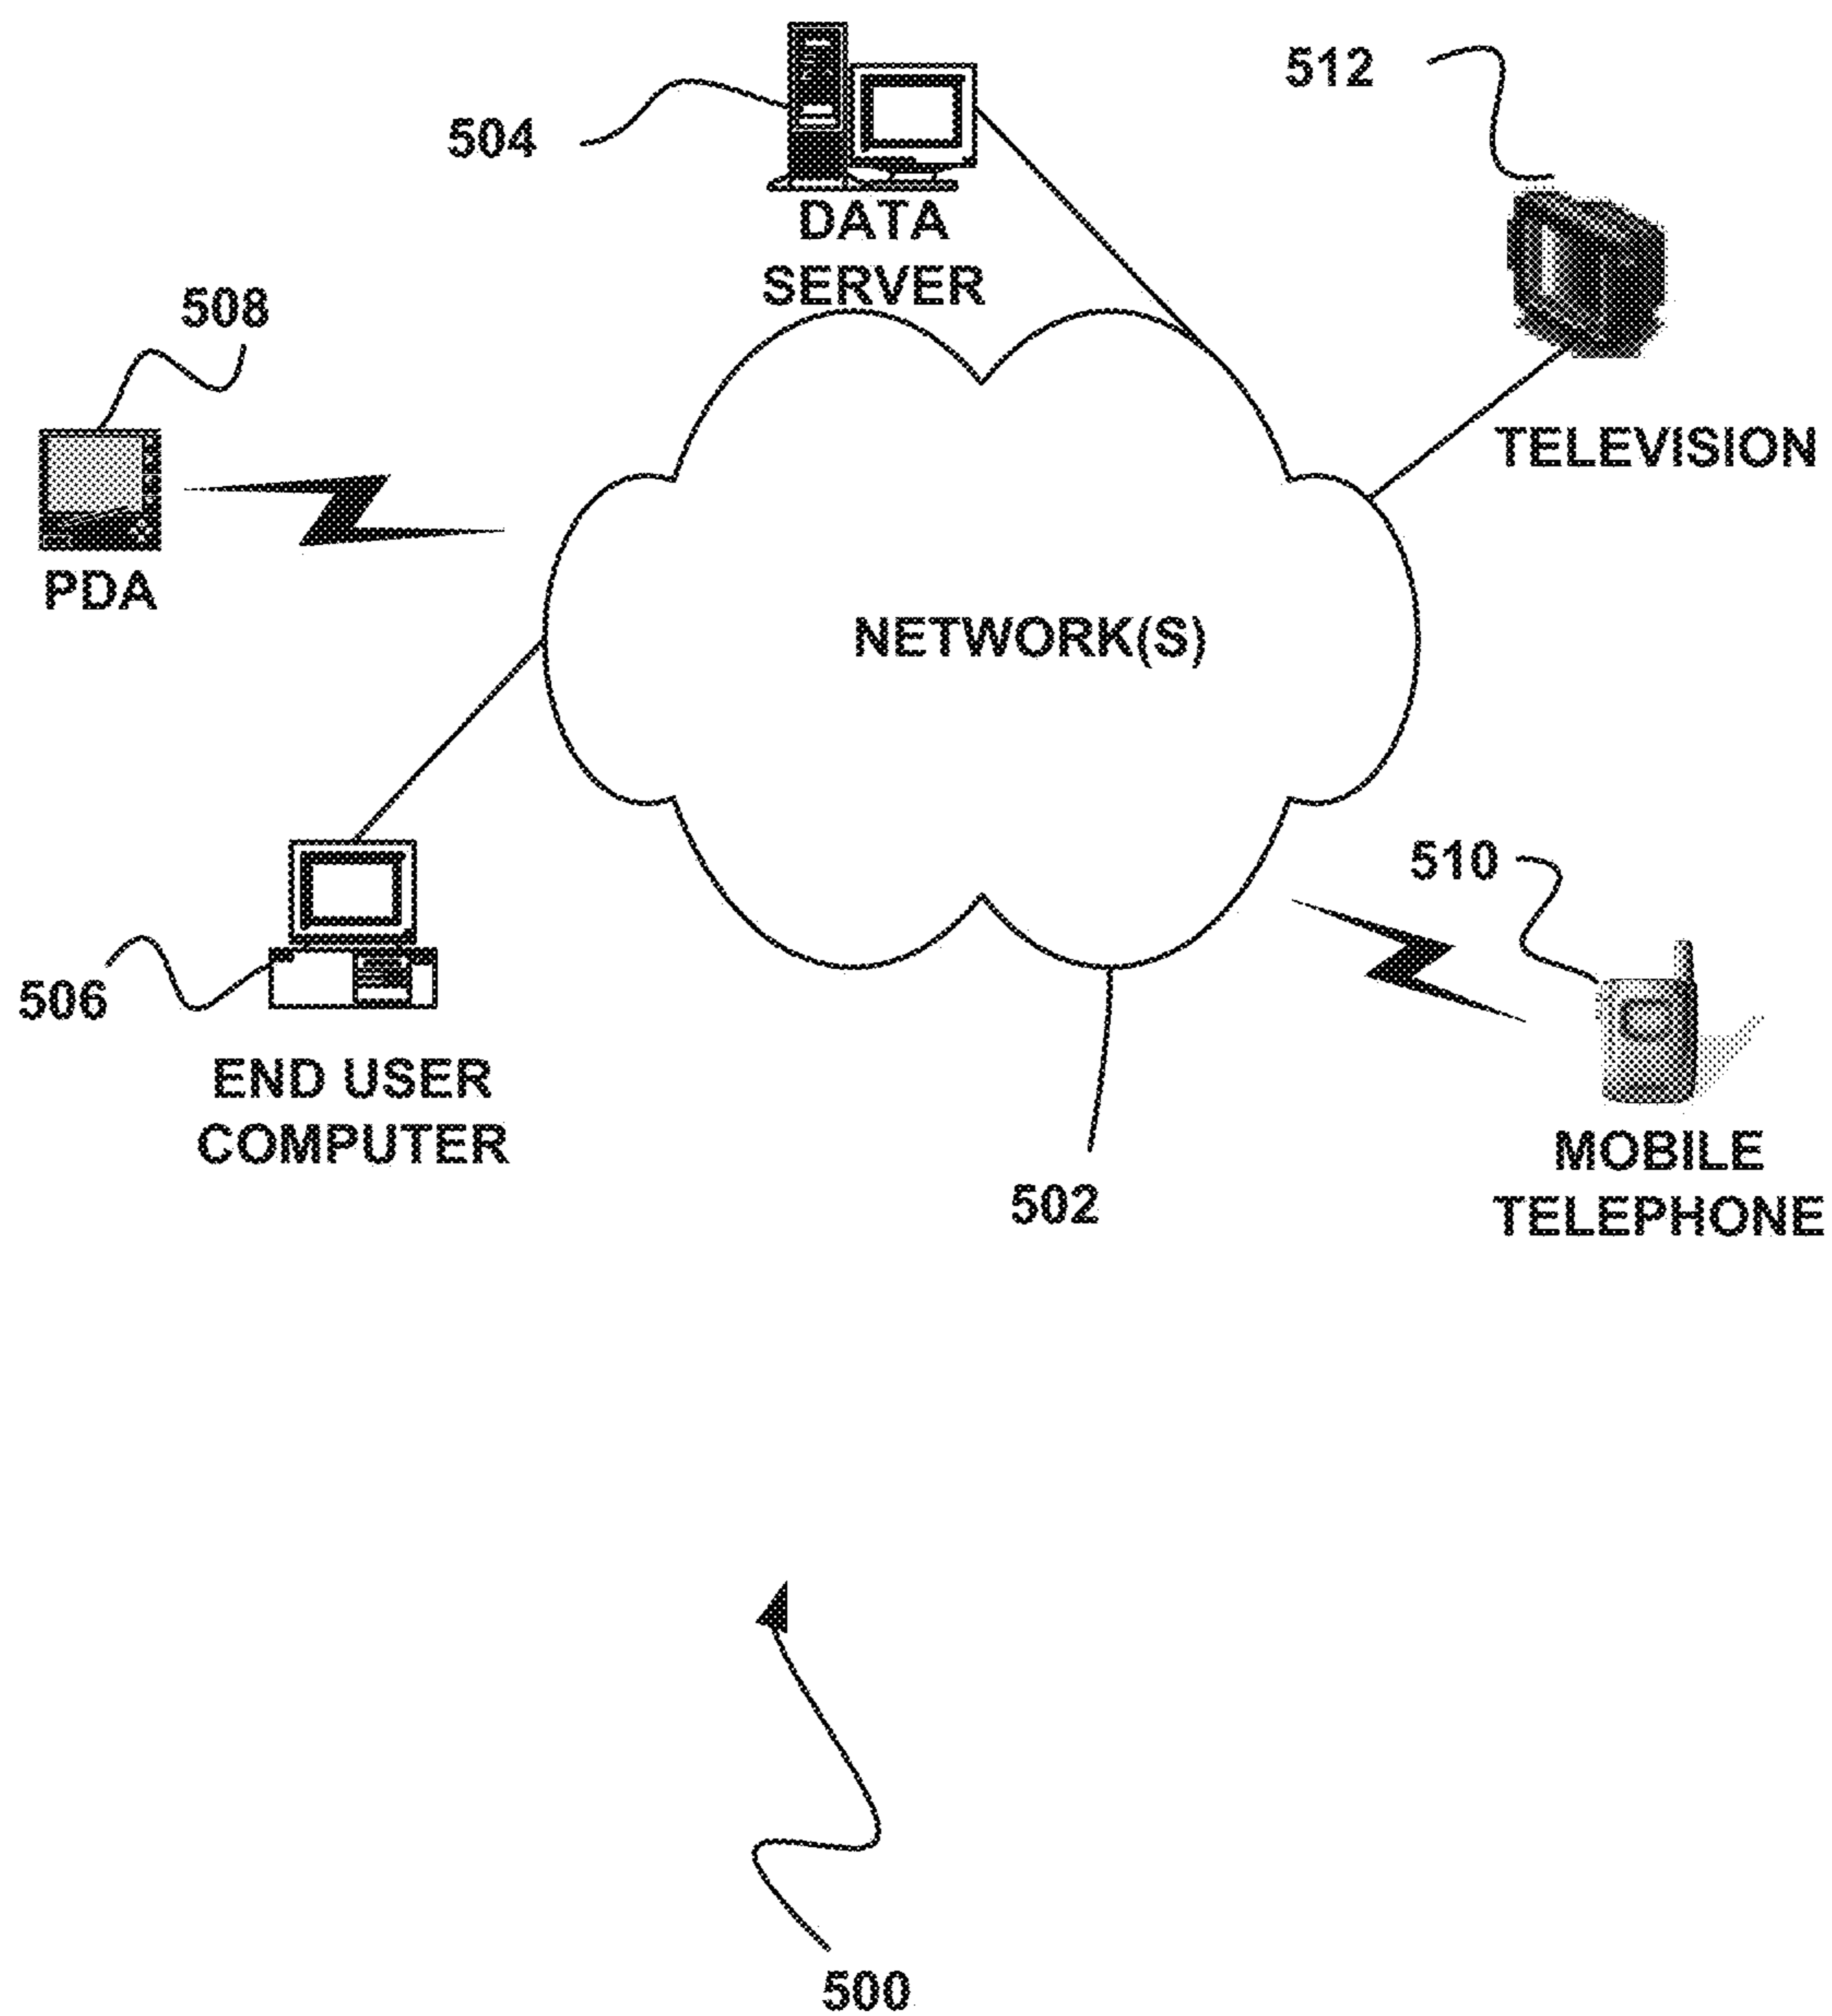 512
504
DATA
SERVER
508
TELEVISION
PDA
NETWORK(S)
510
506
END USER
COMPUTER
MOBILE
TELEPHONE
502
500